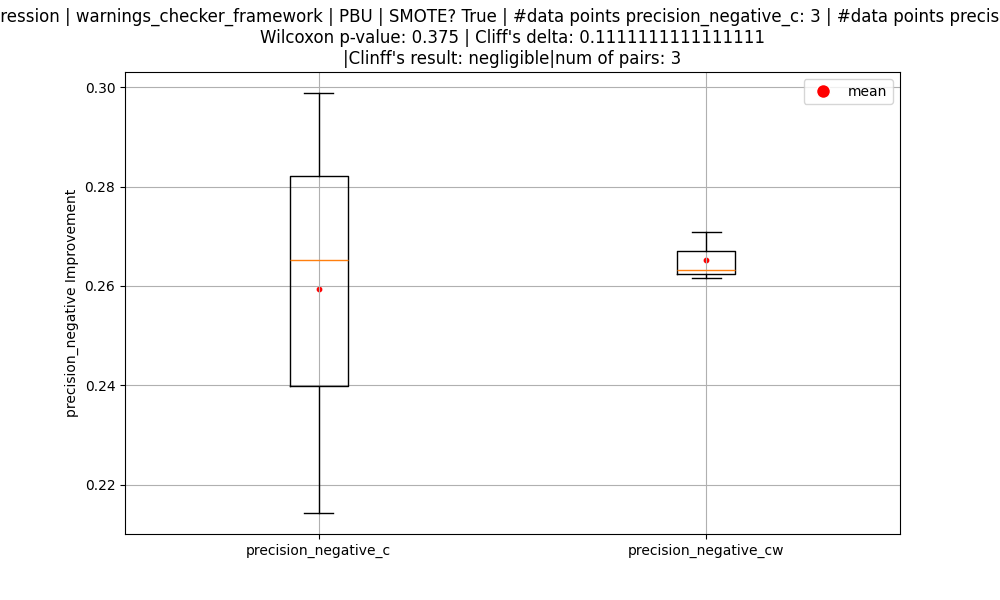 ression | warnings_checker_framework | PBU | SMOTE? True | #data points precision_negative_c: 3 | #data points precis
Wilcoxon p-value: 0.375 | Cliff's delta: 0.1111111111111111
|Clinff's result: negligible|num of pairs: 3
mean
0.30
0.28
0.26
0.24
0.22
precision_negative Improvement
precision_negative_c
precision_negative_cw